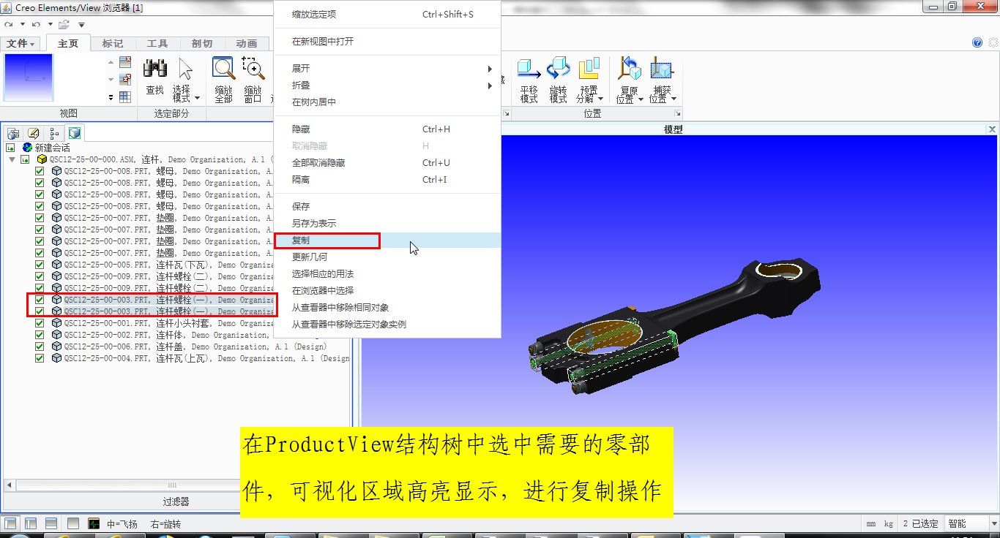 Creo Elements/View 浏览器 [1]
文件 主页 标记 工具 剖切 动画
查找
选择
模式
缩放
全部
缩放
窗口
平移
模式
旋转
模式
预置
分解
复原
位置
捕获
位置
视图
选定部分
位置
模型
新建会话
QSC12-25-00-000.ASM, 连杆, Demo Organization, A.1 (
QSC12-25-00-008.PRT, 螺母, Demo Organization, A.
QSC12-25-00-008.PRT, 螺母, Demo Organization, A.
QSC12-25-00-008.PRT, 螺母, Demo Organization, A.
QSC12-25-00-008.PRT, 螺母, Demo Organization, A.
QSC12-25-00-007.PRT, 垫圈, Demo Organization, A.
QSC12-25-00-007.PRT, 垫圈, Demo Organization, A.
QSC12-25-00-007.PRT, 垫圈, Demo Organization, A.
QSC12-25-00-007.PRT, 垫圈, Demo Organization, A.
QSC12-25-00-005.PRT, 连杆瓦(下瓦), Demo Organiza
QSC12-25-00-009.PRT, 连杆螺栓(二), Demo Organiza
QSC12-25-00-009.PRT, 连杆螺栓(二), Demo Organiza
QSC12-25-00-003.PRT, 连杆螺栓(一), Demo Organiza
QSC12-25-00-003.PRT, 连杆螺栓(一), Demo Organiza
QSC12-25-00-001.PRT, 连杆小头衬套, Demo Organiza
QSC12-25-00-002.PRT, 连杆体, Demo Organization,
QSC12-25-00-006.PRT, 连杆盖, Demo Organization, A.1 (Design)
QSC12-25-00-004.PRT, 连杆瓦(上瓦), Demo Organization, A.1 (Design
缩放选定项 Ctrl+Shift+S
在新视图中打开
展开
折叠
在树内居中
隐藏 Ctrl+H
取消隐藏 H
全部取消隐藏 Ctrl+U
隔离 Ctrl+I
保存
另存为表示
复制
更新几何
选择相应的用法
在浏览器中选择
从查看器中移除相同对象
从查看器中移除选定对象实例
在ProductView结构树中选中需要的零部
件，可视化区域高亮显示，进行复制操作
过滤器
中=飞扬 右=旋转
mm kg 2 已选定 智能